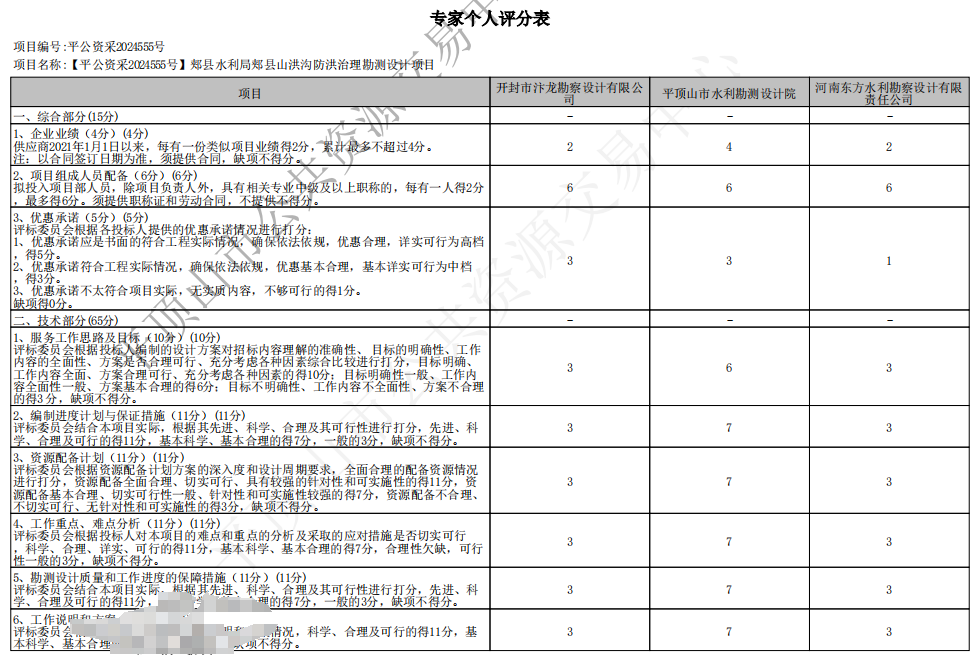 专家个人评分表
项目编号:平公资采2024555号
项目名称:【平公资采2024555号】郏县水利局郏县山洪沟防洪治理勘测设计项目
项目 开封市汴龙勘察设计有限公司 平顶山市水利勘测设计院 河南东方水利勘察设计有限责任公司
一、综合部分(15分) - - -
1、企业业绩（4分）(4分)
供应商2021年1月1日以来，每有一份类似项目业绩得2分，累计最多不超过4分。
注：以合同签订日期为准，须提供合同，缺项不得分。
2 4 2
2、项目组成人员配备（6分）(6分)
拟投入项目部人员，除项目负责人外，具有相关专业中级及以上职称的，每有一人得2分
，最多得6分。须提供职称证和劳动合同，不提供不得分。
6 6 6
3、优惠承诺（5分）(5分)
评标委员会根据各投标人提供的优惠承诺情况进行打分：
1、优惠承诺应是书面的符合工程实际情况，确保依法依规，优惠合理，详实可行为高档
，得5分。
2、优惠承诺符合工程实际情况，确保依法依规，优惠基本合理，基本详实可行为中档
，得3分。
3、优惠承诺不太符合项目实际，无实质内容，不够可行的得1分。
缺项得0分。
3 3 1
二、技术部分(65分) - - -
1、服务工作思路及目标（10分）(10分)
评标委员会根据投标人编制的设计方案对招标内容理解的准确性、目标的明确性、工作
内容的全面性、方案是否合理可行、充分考虑各种因素综合比较进行打分，目标明确、
工作内容全面、方案合理可行、充分考虑各种因素的得10分；目标明确性一般、工作内
容全面性一般、方案基本合理的得6分；目标不明确性、工作内容不全面性、方案不合理
的得3分，缺项不得分。
3 6 3
2、编制进度计划与保证措施（11分）(11分)
评标委员会结合本项目实际，根据其先进、科学、合理及其可行性进行打分，先进、科
学、合理及可行的得11分，基本科学、基本合理的得7分，一般的3分，缺项不得分。
3 7 3
3、资源配备计划（11分）(11分)
评标委员会根据资源配备计划方案的深入度和设计周期要求，全面合理的配备资源情况
进行打分，资源配备全面合理、切实可行、具有较强的针对性和可实施性的得11分，资
源配备基本合理、切实可行性一般、针对性和可实施性较强的得7分，资源配备不合理、
不切实可行、无针对性和可实施性的得3分，缺项不得分。
3 7 3
4、工作重点、难点分析（11分）(11分)
评标委员会根据投标人对本项目的难点和重点的分析及采取的应对措施是否切实可行
，科学、合理、详实、可行的得11分，基本科学、基本合理的得7分，合理性欠缺，可行
性一般的3分，缺项不得分。
3 7 3
5、勘测设计质量和工作进度的保障措施（11分）(11分)
评标委员会结合本项目实际，根据其先进、科学、合理及其可行性进行打分，先进、科
学、合理及可行的得11分，基本科学、基本合理的得7分，一般的3分，缺项不得分。
3 7 3
6、工作说明和方案
评标委员会 情况，科学、合理及可行的得11分，基
本科学、基本合理 缺项不得分。
3 7 3
平顶山市公共资源交易中心